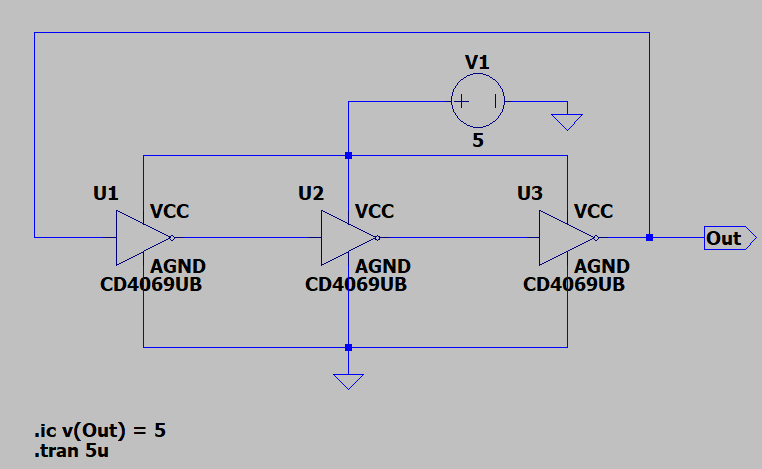 V1
5
U1
U2
U3
VCC
VCC
VCC
Out
AGND
AGND
AGND
CD4069UB
CD4069UB
CD4069UB
.ic v(Out) = 5
.tran 5u